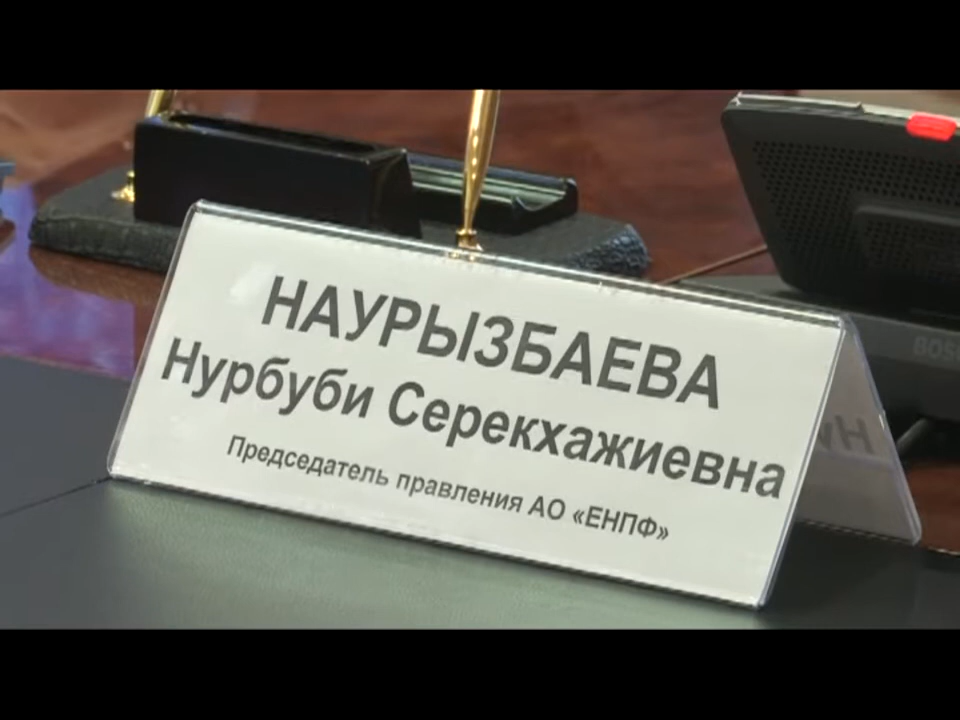 НАУРЫЗБАЕВА
Нурбуби Серекхажиевна
Председатель правления АО «ЕНПФ»